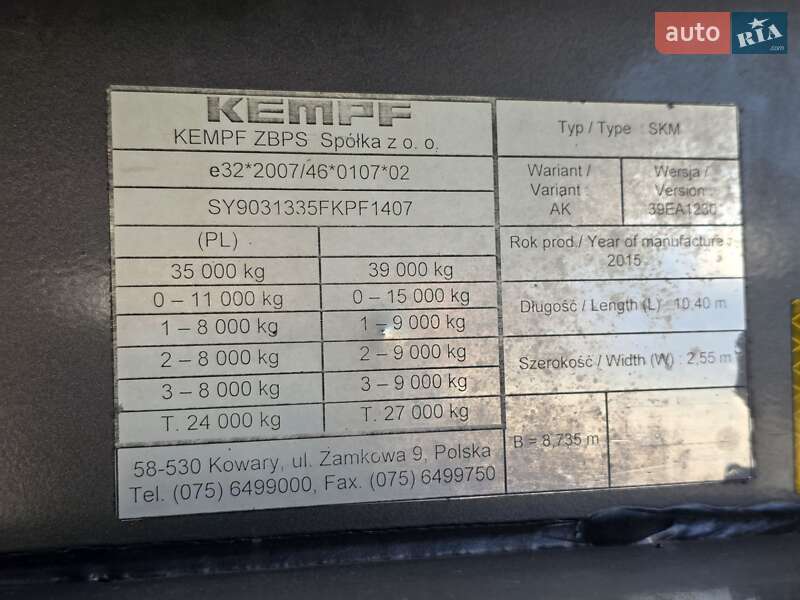 auto RIA.com
KEMPF
KEMPF ZBPS Spółka z o. o.
e32*2007/46*0107*02
SY9031335FKPF1407
(PL)
35 000 kg 39 000 kg
0 – 11 000 kg 0 – 15 000 kg
1 – 8 000 kg 1 – 9 000 kg
2 – 8 000 kg 2 – 9 000 kg
3 – 8 000 kg 3 – 9 000 kg
T. 24 000 kg T. 27 000 kg
58-530 Kowary, ul. Zamkowa 9, Polska
Tel. (075) 6499000, Fax. (075) 6499750
Typ / Type : SKM
Wariant /
Variant :
AK
Wersja /
Version :
39EA1230
Rok prod./ Year of manufacture :
2015
Długość / Length (L) : 10,40 m
Szerokość / Width (W) : 2,55 m
B = 8,735 m